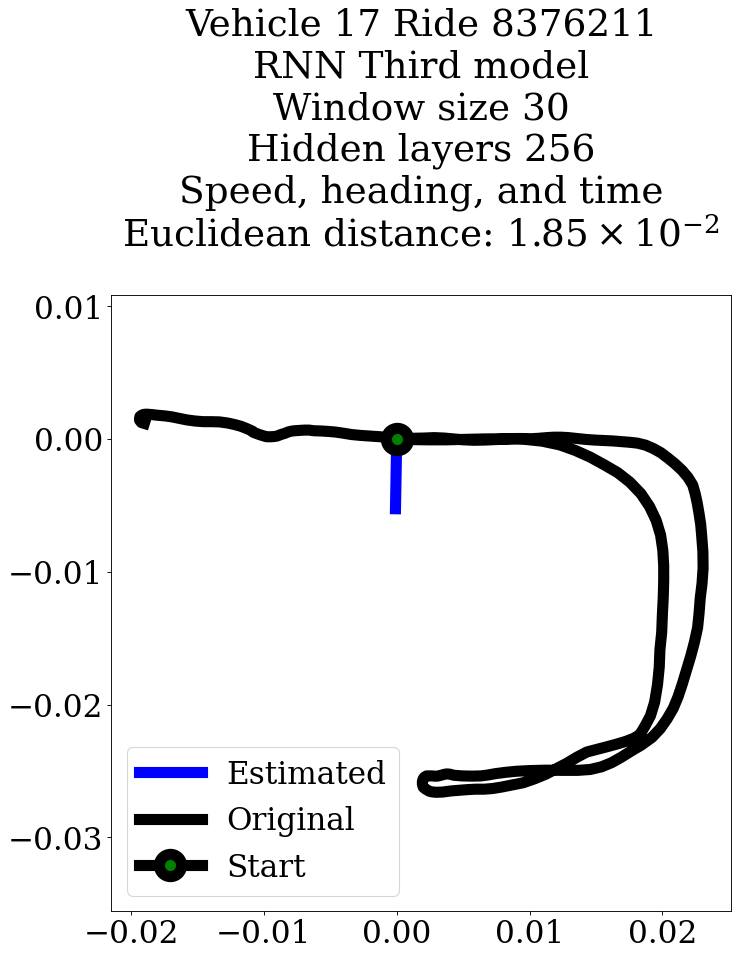 Vehicle 17 Ride 8376211
RNN Third model
Window size 30
Hidden layers 256
Speed, heading, and time
Euclidean distance: 1.85 × 10⁻²
0.01
0.00
−0.01
−0.02
−0.03
Estimated
Original
Start
−0.02 −0.01 0.00 0.01 0.02